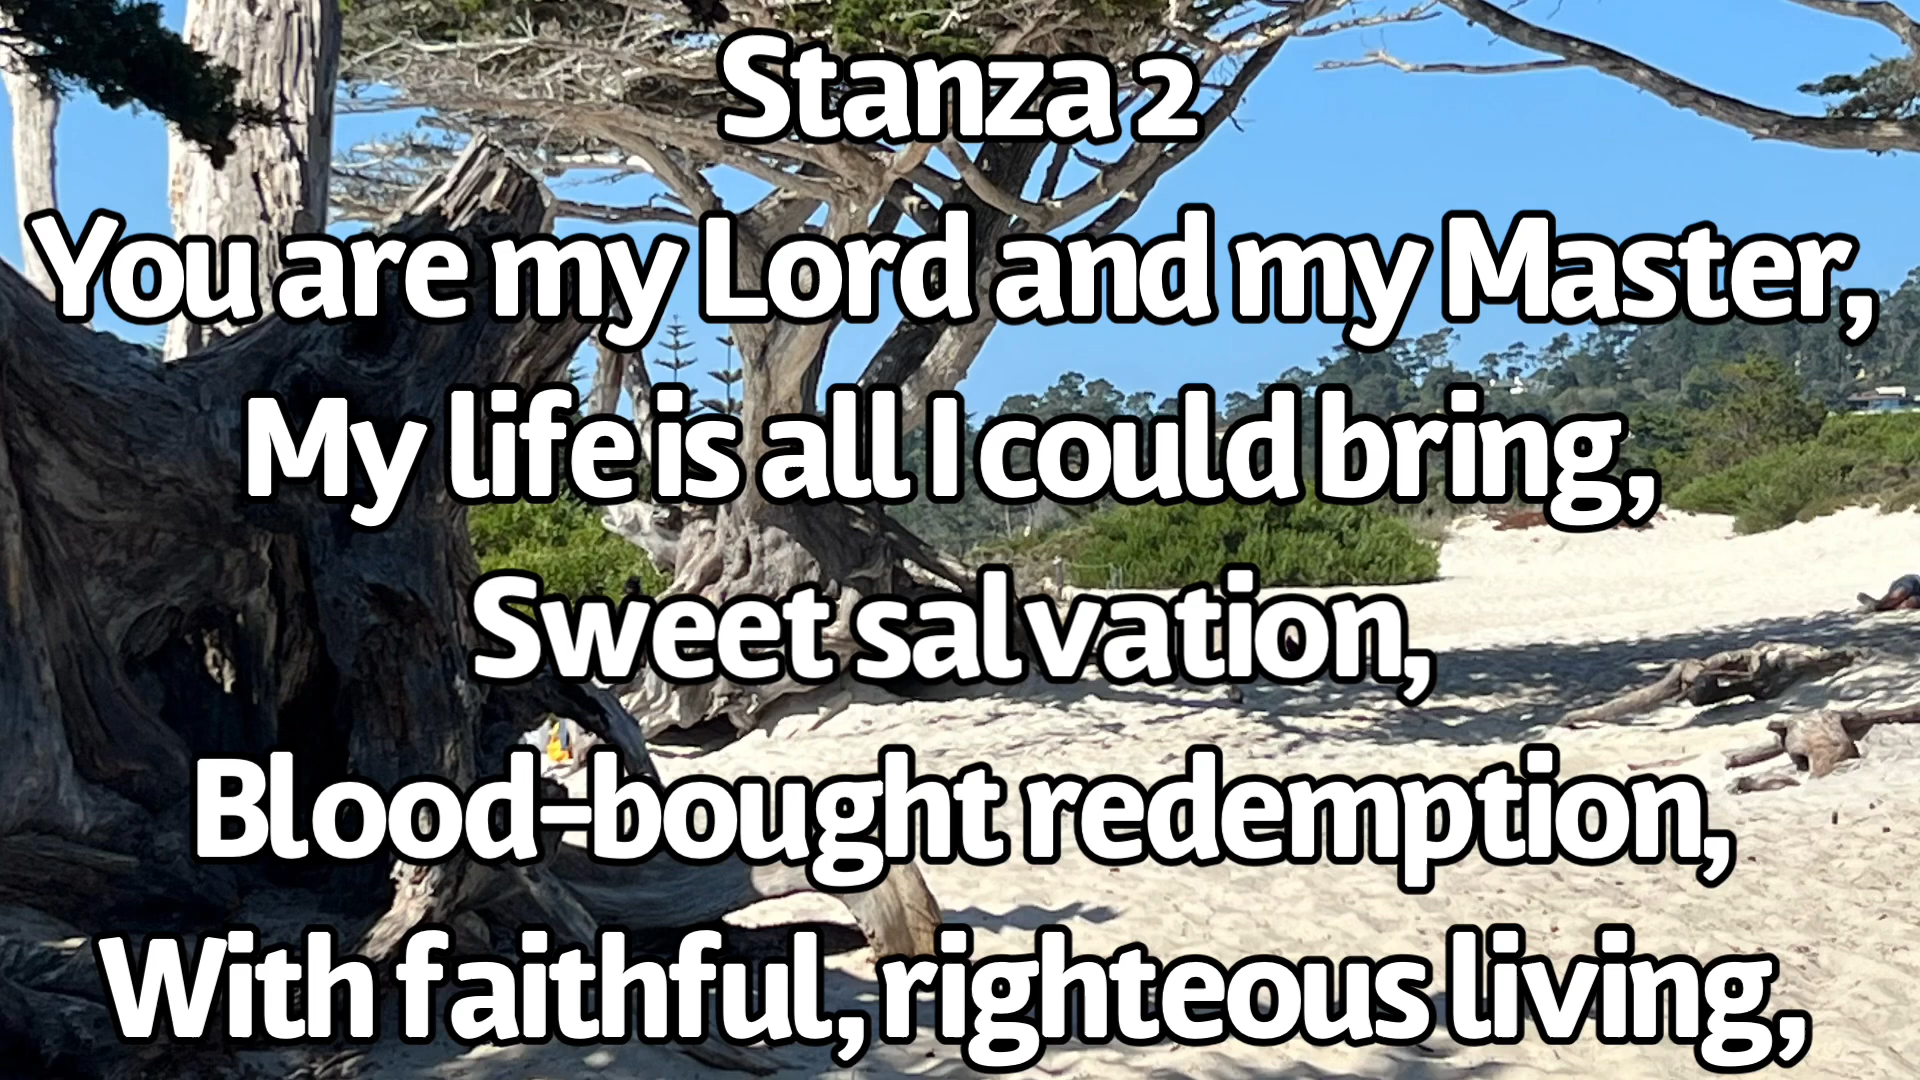 Stanza 2
You are my Lord and my Master,
My life is all I could bring,
Sweet salvation,
Blood-bought redemption,
With faithful, righteous living,